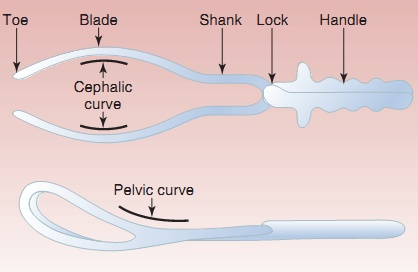 Toe
Blade
Shank
Lock
Handle
Cephalic
curve
Pelvic curve